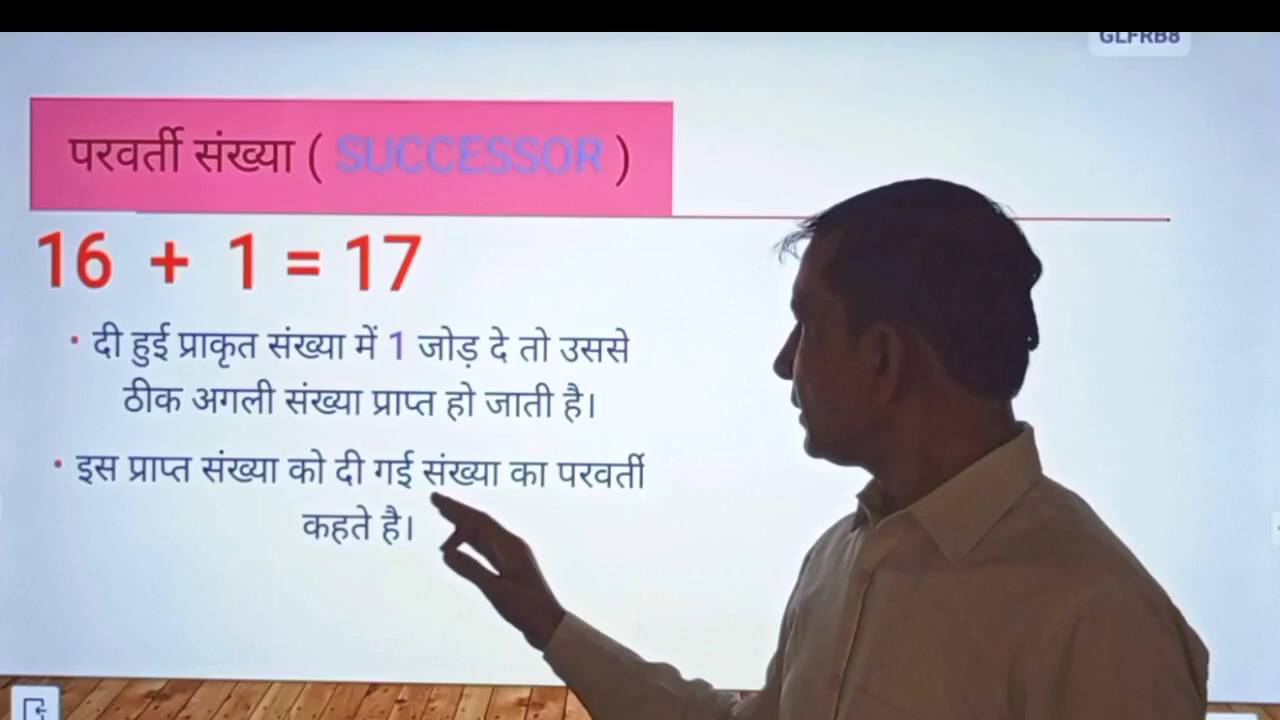 GLFRB8
परवर्ती संख्या ( SUCCESSOR )
16 + 1 = 17
• दी हुई प्राकृत संख्या में 1 जोड़ दे तो उससे
ठीक अगली संख्या प्राप्त हो जाती है।
• इस प्राप्त संख्या को दी गई संख्या का परवर्ती
कहते है।